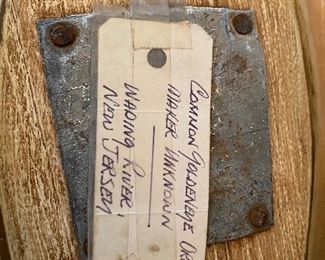 COMMON GOLDENEYE
MAKER UNKNOWN
WADING RIVER
NEW JERSEY